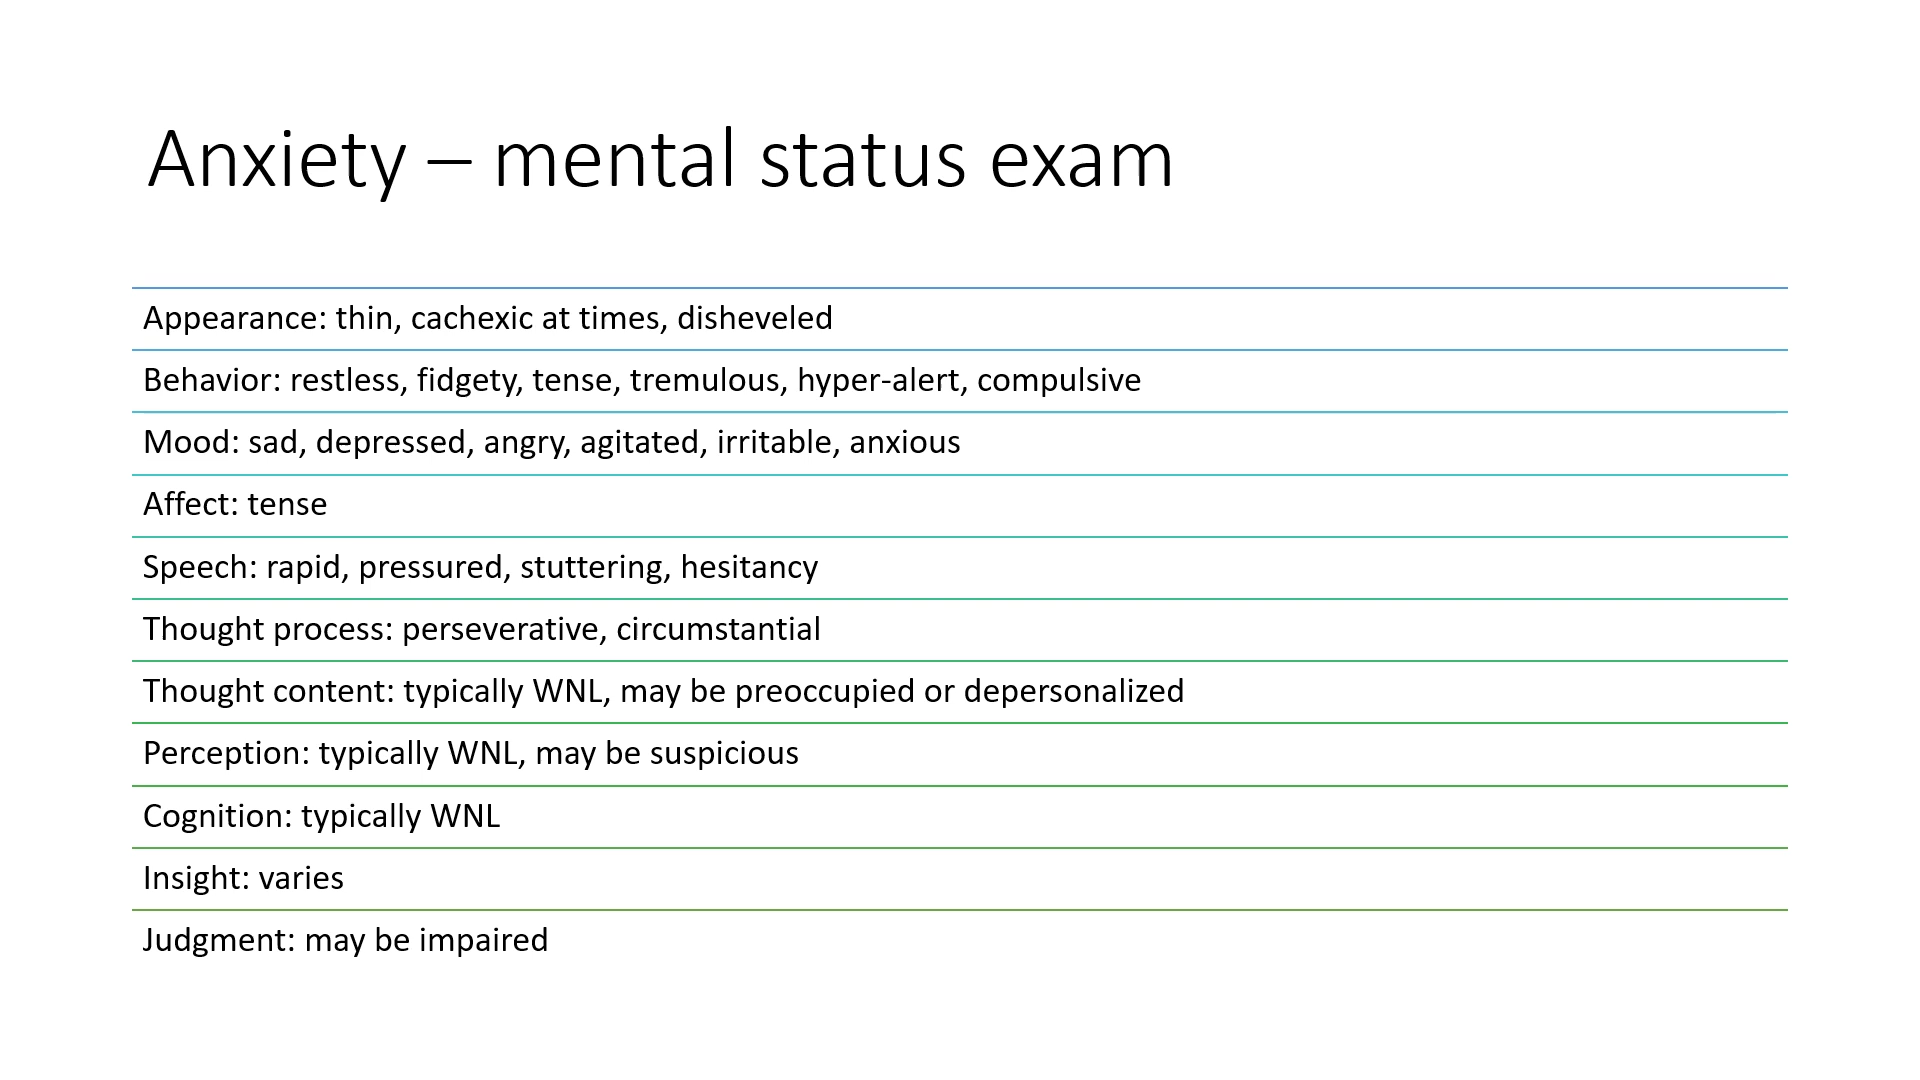 Anxiety – mental status exam
Appearance: thin, cachexic at times, disheveled
Behavior: restless, fidgety, tense, tremulous, hyper-alert, compulsive
Mood: sad, depressed, angry, agitated, irritable, anxious
Affect: tense
Speech: rapid, pressured, stuttering, hesitancy
Thought process: perseverative, circumstantial
Thought content: typically WNL, may be preoccupied or depersonalized
Perception: typically WNL, may be suspicious
Cognition: typically WNL
Insight: varies
Judgment: may be impaired